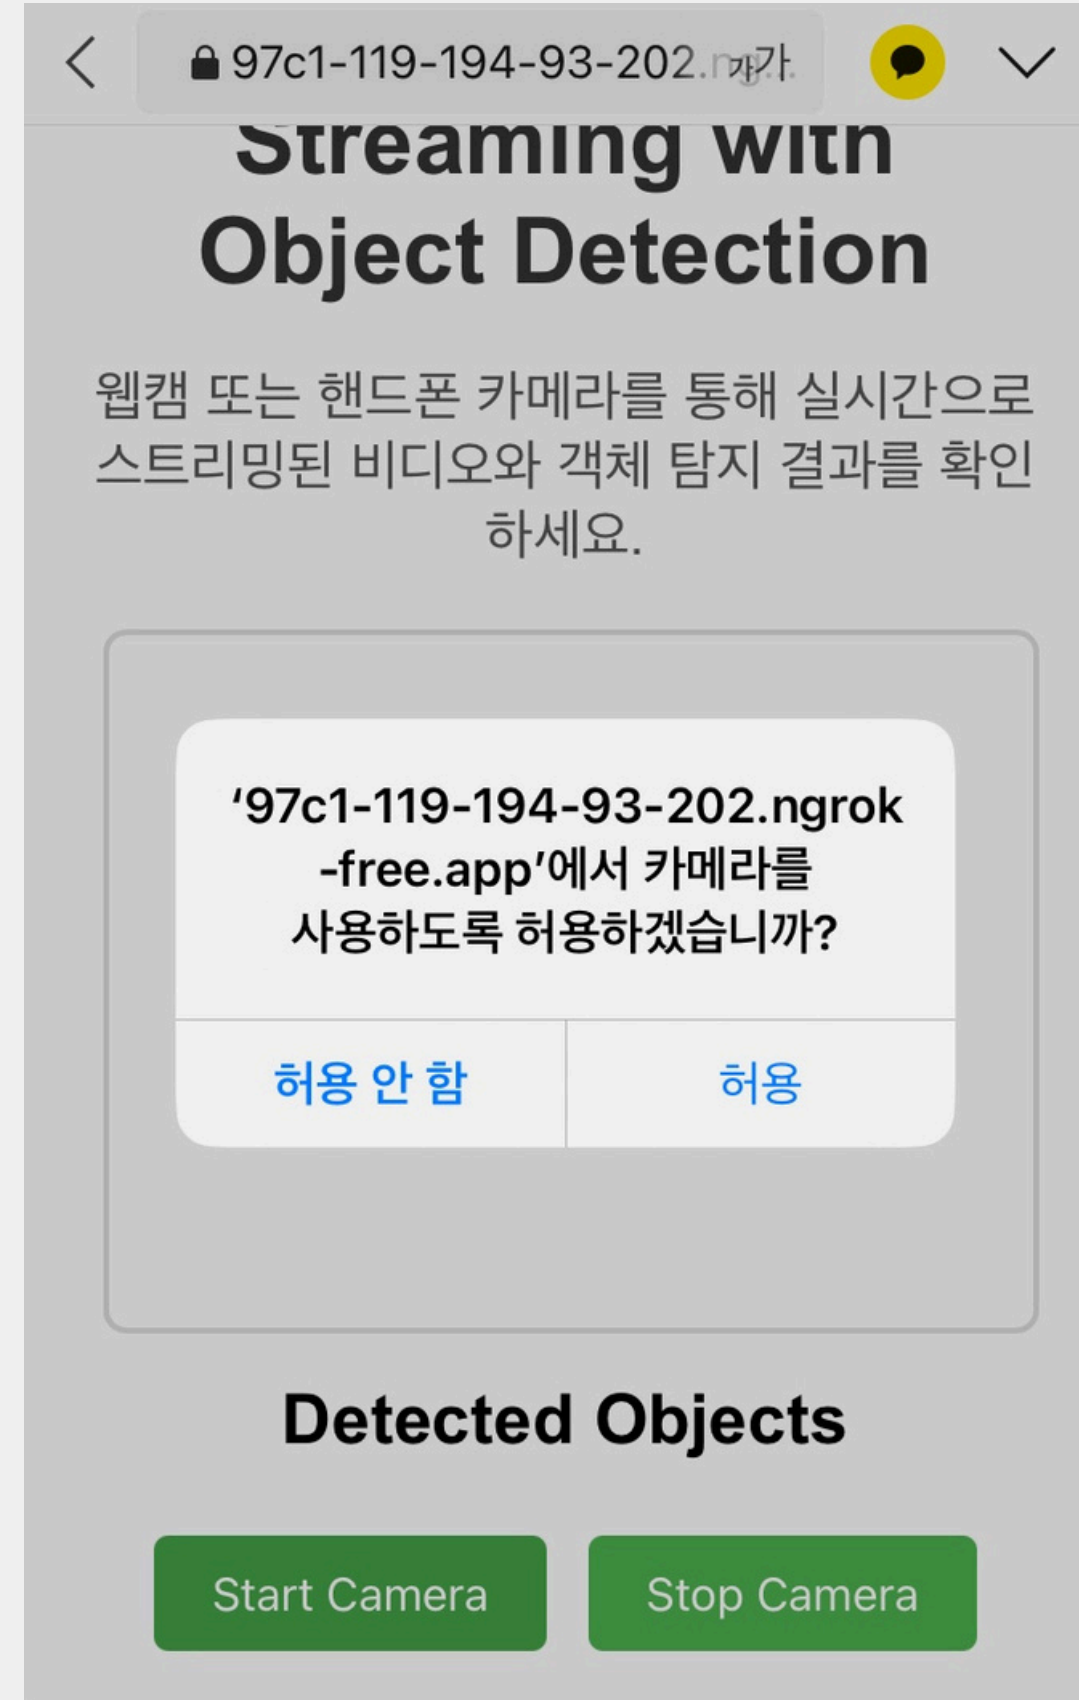 97c1-119-194-93-202.ng... 가가
Streaming with
Object Detection
웹캠 또는 핸드폰 카메라를 통해 실시간으로
스트리밍된 비디오와 객체 탐지 결과를 확인
하세요.
‘97c1-119-194-93-202.ngrok
-free.app’에서 카메라를
사용하도록 허용하겠습니까?
허용 안 함
허용
Detected Objects
Start Camera
Stop Camera